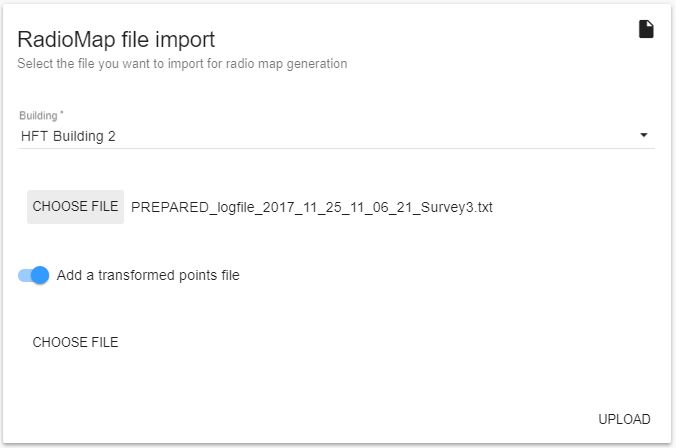 RadioMap file import
Select the file you want to import for radio map generation
Building *
HFT Building 2
CHOOSE FILE PREPARED_logfile_2017_11_25_11_06_21_Survey3.txt
Add a transformed points file
CHOOSE FILE
UPLOAD